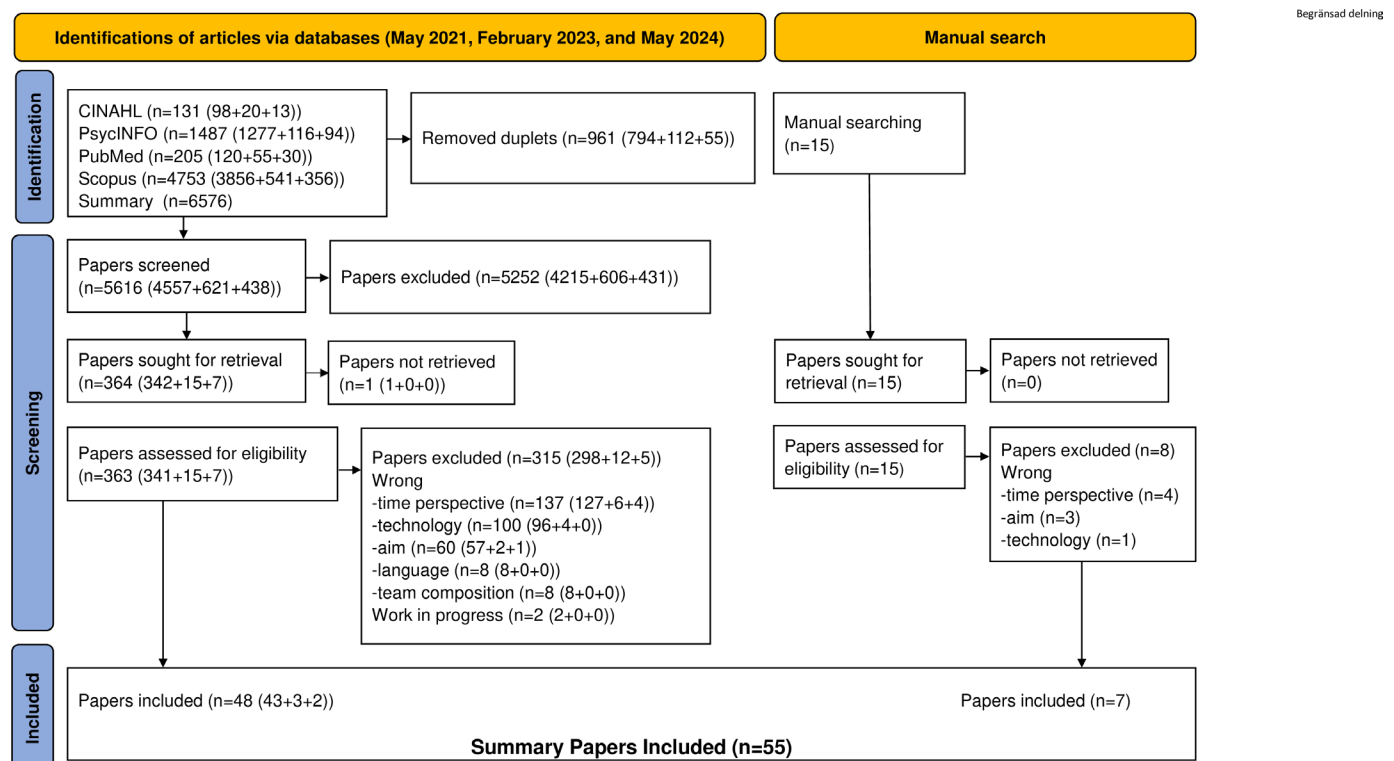 Begränsad delning
Identifications of articles via databases (May 2021, February 2023, and May 2024)
Manual search
Identification
CINAHL (n=131 (98+20+13))
PsycINFO (n=1487 (1277+116+94))
PubMed (n=205 (120+55+30))
Scopus (n=4753 (3856+541+356))
Summary (n=6576)
Removed duplets (n=961 (794+112+55))
Manual searching
(n=15)
Screening
Papers screened
(n=5616 (4557+621+438))
Papers excluded (n=5252 (4215+606+431))
Papers sought for retrieval
(n=364 (342+15+7))
Papers not retrieved
(n=1 (1+0+0))
Papers sought for
retrieval (n=15)
Papers not retrieved
(n=0)
Papers assessed for eligibility
(n=363 (341+15+7))
Papers excluded (n=315 (298+12+5))
Wrong
-time perspective (n=137 (127+6+4))
-technology (n=100 (96+4+0))
-aim (n=60 (57+2+1))
-language (n=8 (8+0+0))
-team composition (n=8 (8+0+0))
Work in progress (n=2 (2+0+0))
Papers assessed for
eligibility (n=15)
Papers excluded (n=8)
Wrong
-time perspective (n=4)
-aim (n=3)
-technology (n=1)
Included
Papers included (n=48 (43+3+2))
Papers included (n=7)
Summary Papers Included (n=55)